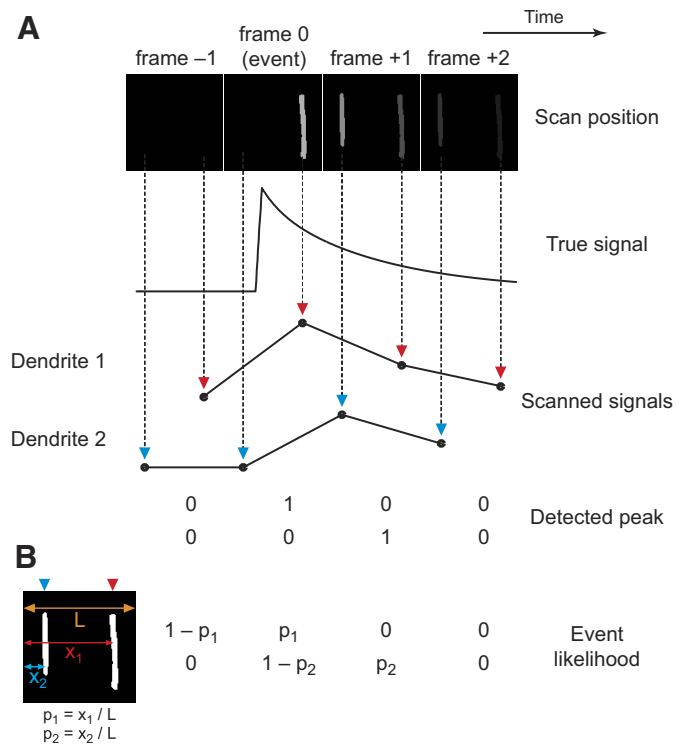 A
Time
frame –1
frame 0
(event)
frame +1
frame +2
Scan position
True signal
Dendrite 1
Scanned signals
Dendrite 2
0 1 0 0
Detected peak
0 0 1 0
B
L
x1
x2
p1 = x1 / L
p2 = x2 / L
1 – p1 p1 0 0
0 1 – p2 p2 0
Event
likelihood